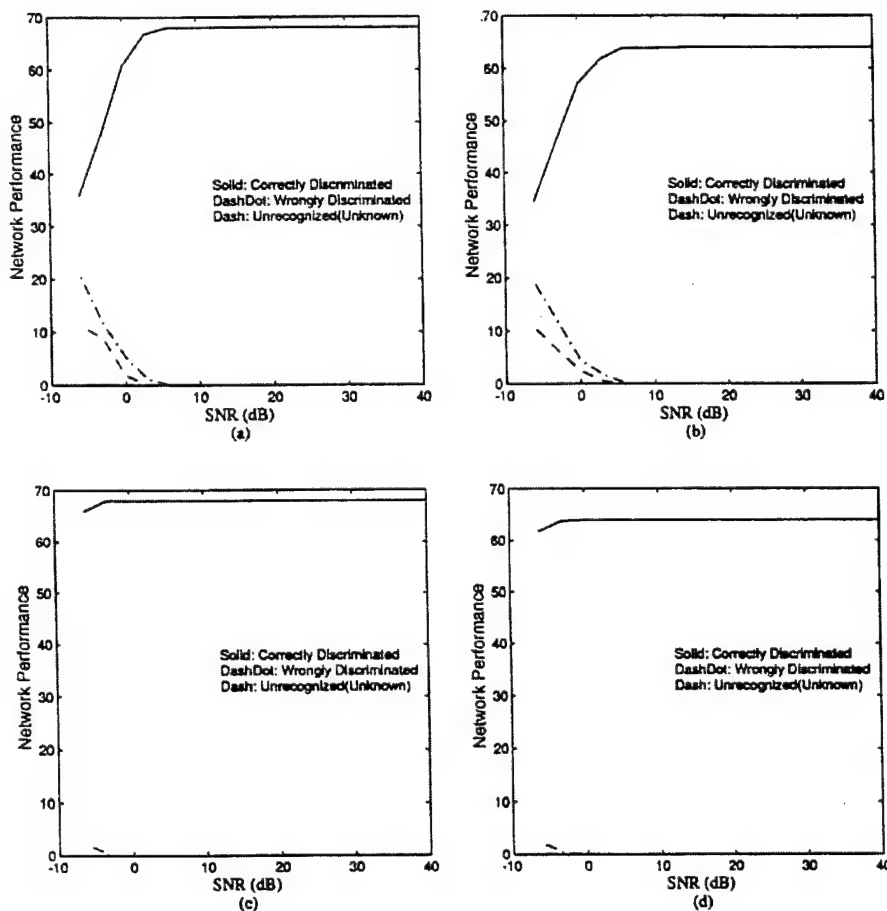 70
60
50
40
30
20
10
0
Network Performance
Solid: Correctly Discriminated
DashDot: Wrongly Discriminated
Dash: Unrecognized(Unknown)
-10 0 10 20 30 40
SNR (dB)
(a)
.70
60
50
40
30
20
10
0
Network Performance
Solid: Correctly Discriminated
DashDot: Wrongly Discriminated
Dash: Unrecognized(Unknown)
-10 0 10 20 30 40
SNR (dB)
(b)
70
60
50
40
30
20
10
0
Network Performance
Solid: Correctly Discriminated
DashDot: Wrongly Discriminated
Dash: Unrecognized(Unknown)
-10 0 10 20 30 40
SNR (dB)
(c)
70
60
50
40
30
20
10
0
Network Performance
Solid: Correctly Discriminated
DashDot: Wrongly Discriminated
Dash: Unrecognized(Unknown)
-10 0 10 20 30 40
SNR (dB)
(d)